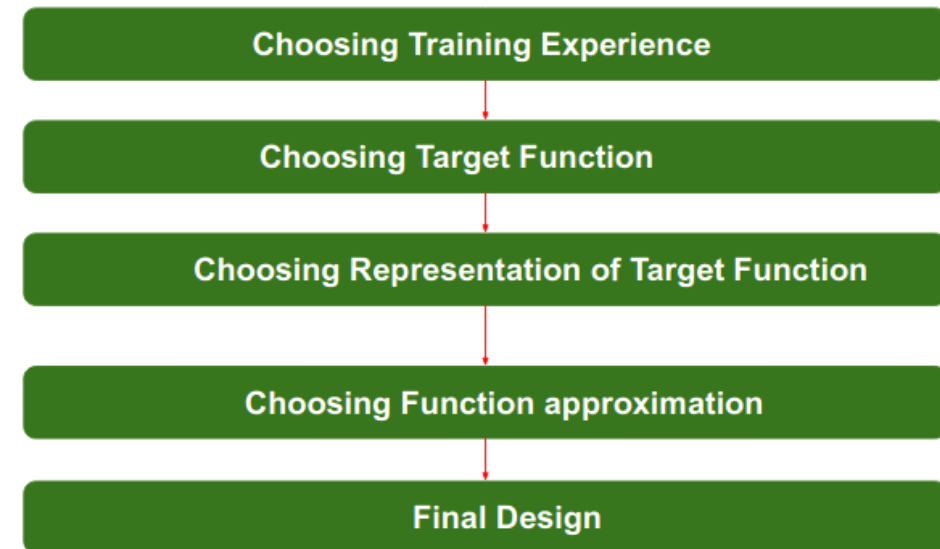 Choosing Training Experience
Choosing Target Function
Choosing Representation of Target Function
Choosing Function approximation
Final Design